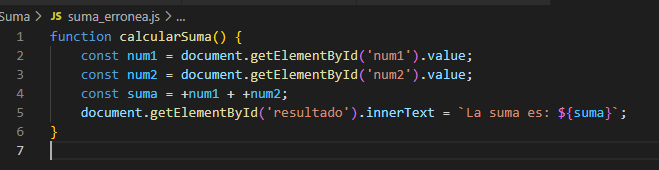 Suma > JS suma_erronea.js > ...
1 function calcularSuma() {
2 const num1 = document.getElementById('num1').value;
3 const num2 = document.getElementById('num2').value;
4 const suma = +num1 + +num2;
5 document.getElementById('resultado').innerText = `La suma es: ${suma}`;
6 }
7